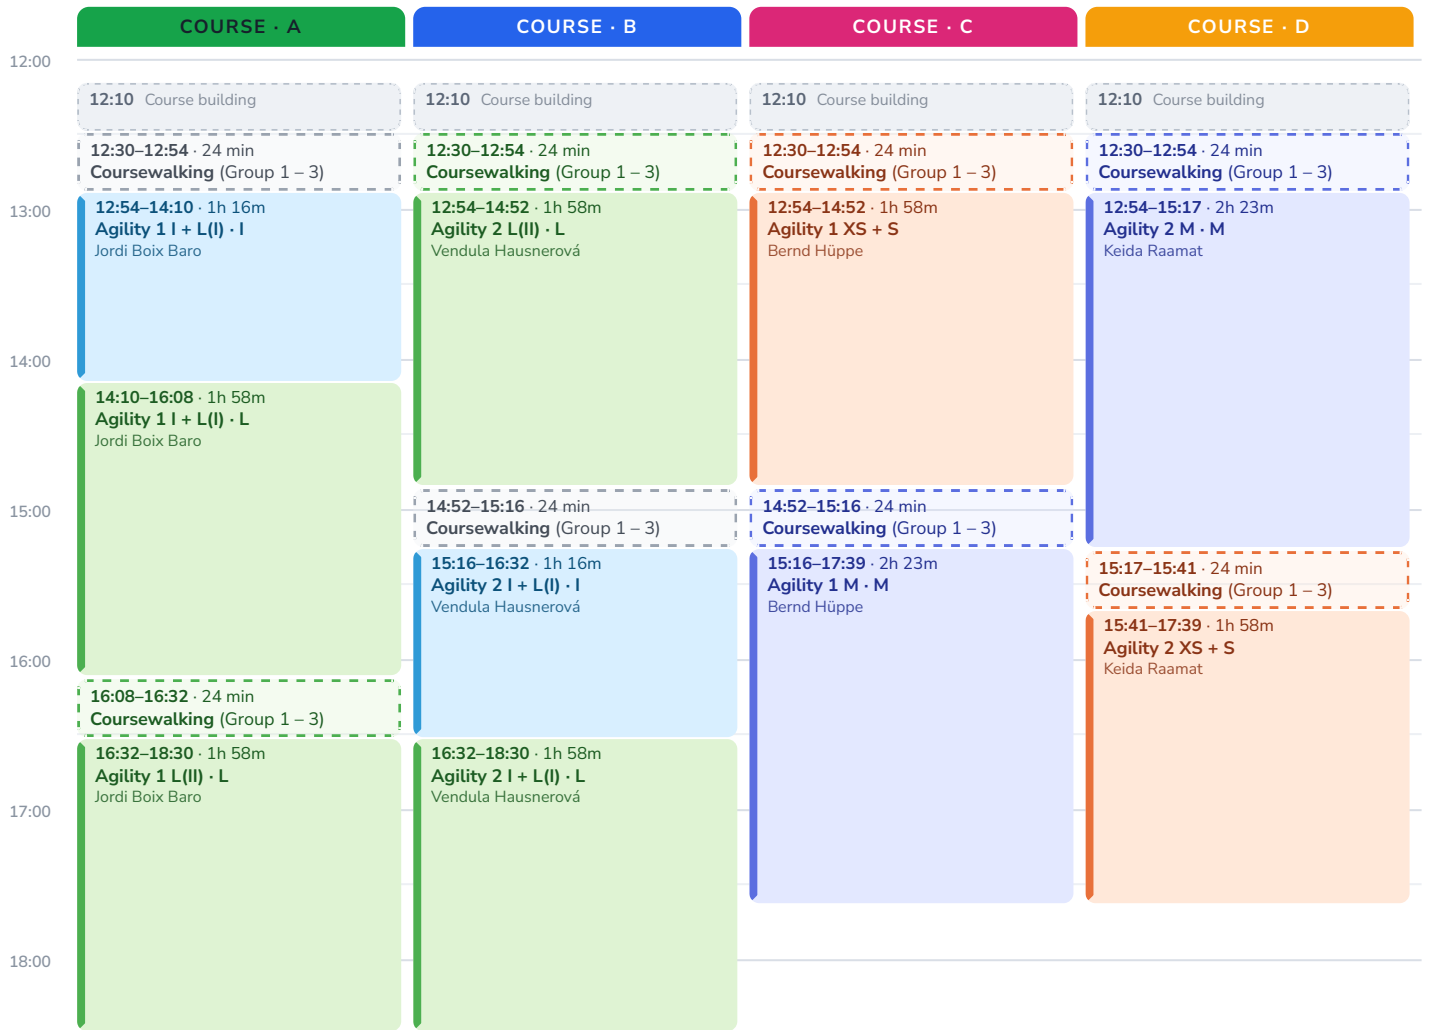 COURSE · A
COURSE · B
COURSE · C
COURSE · D
12:00
12:10 Course building
12:10 Course building
12:10 Course building
12:10 Course building
12:30–12:54 · 24 min
Coursewalking (Group 1 – 3)
12:30–12:54 · 24 min
Coursewalking (Group 1 – 3)
12:30–12:54 · 24 min
Coursewalking (Group 1 – 3)
12:30–12:54 · 24 min
Coursewalking (Group 1 – 3)
13:00
12:54–14:10 · 1h 16m
Agility 1 I + L(I) · I
Jordi Boix Baro
12:54–14:52 · 1h 58m
Agility 2 L(II) · L
Vendula Hausnerová
12:54–14:52 · 1h 58m
Agility 1 XS + S
Bernd Hüppe
12:54–15:17 · 2h 23m
Agility 2 M · M
Keida Raamat
14:00
14:10–16:08 · 1h 58m
Agility 1 I + L(I) · L
Jordi Boix Baro
15:00
14:52–15:16 · 24 min
Coursewalking (Group 1 – 3)
14:52–15:16 · 24 min
Coursewalking (Group 1 – 3)
15:16–16:32 · 1h 16m
Agility 2 I + L(I) · I
Vendula Hausnerová
15:16–17:39 · 2h 23m
Agility 1 M · M
Bernd Hüppe
15:17–15:41 · 24 min
Coursewalking (Group 1 – 3)
15:41–17:39 · 1h 58m
Agility 2 XS + S
Keida Raamat
16:00
16:08–16:32 · 24 min
Coursewalking (Group 1 – 3)
16:32–18:30 · 1h 58m
Agility 1 L(II) · L
Jordi Boix Baro
16:32–18:30 · 1h 58m
Agility 2 I + L(I) · L
Vendula Hausnerová
17:00
18:00